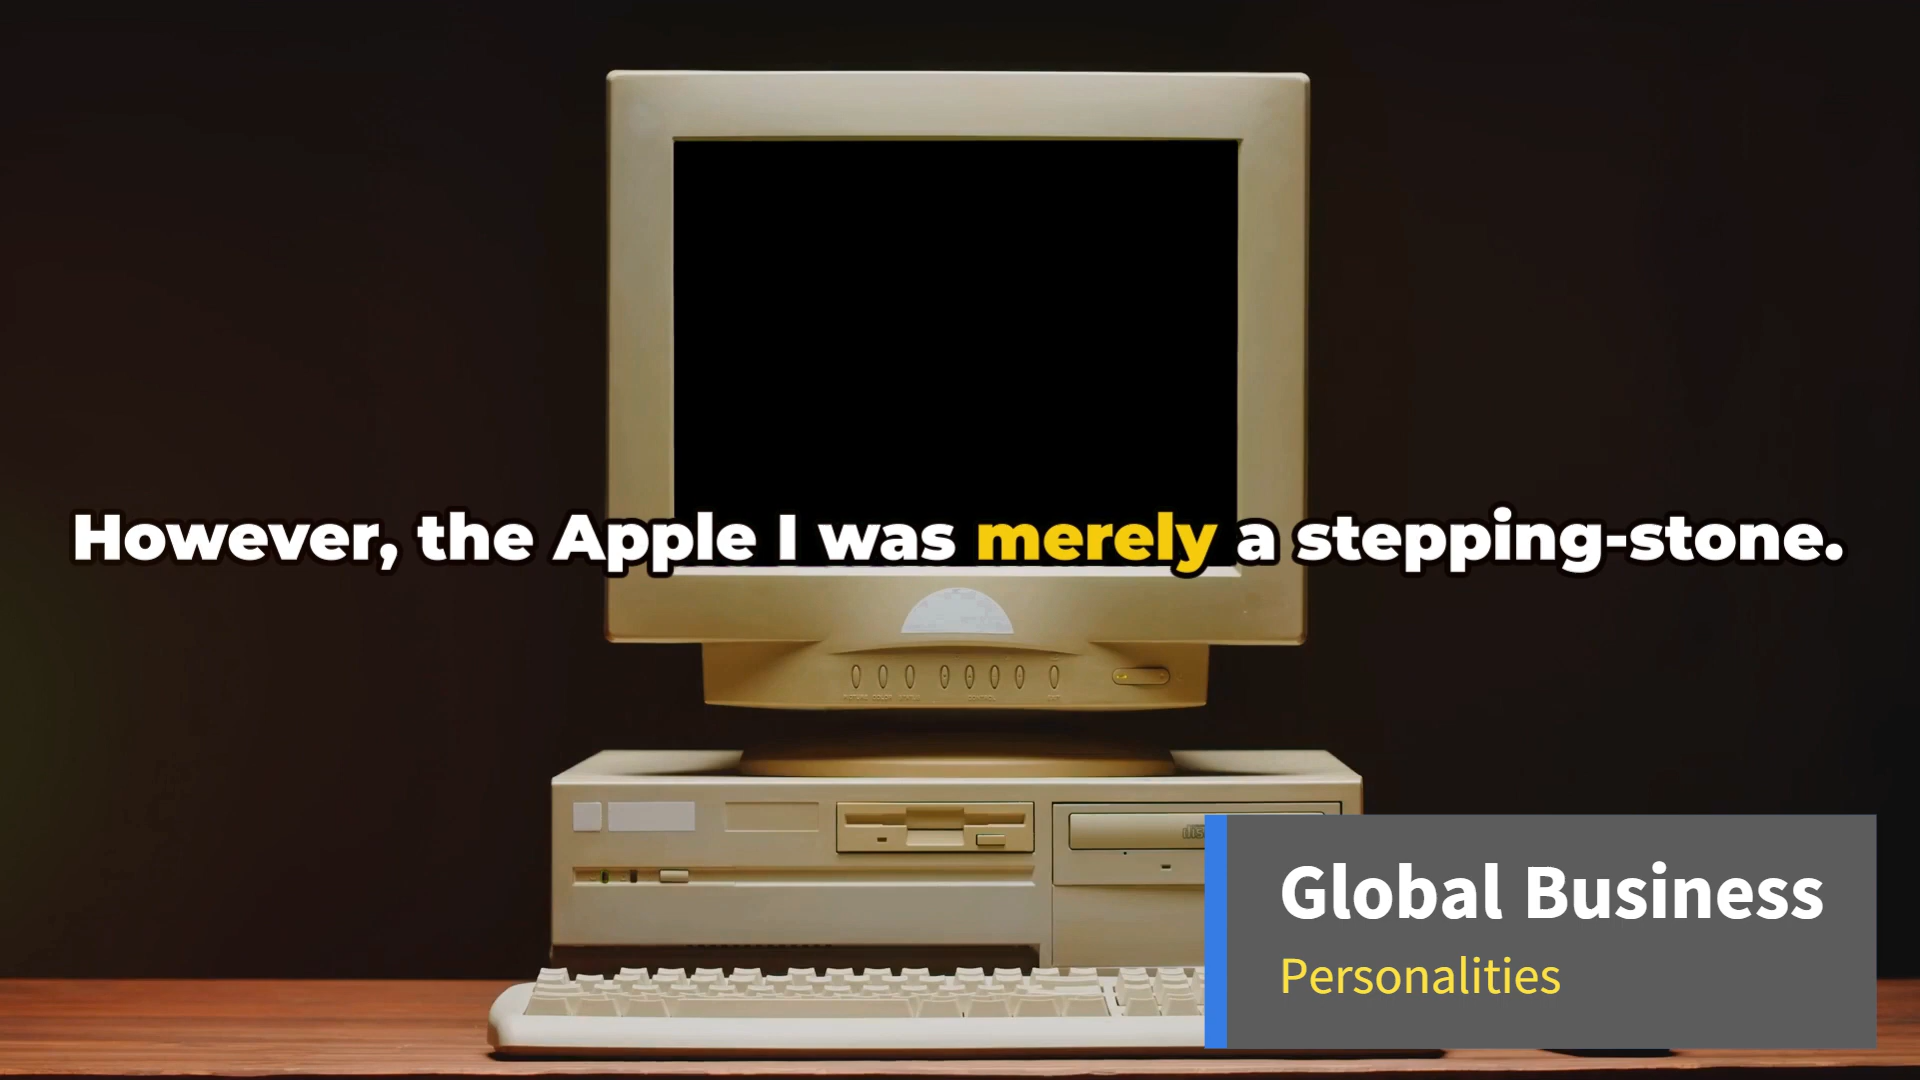 However, the Apple I was merely a stepping-stone.
Global Business
Personalities